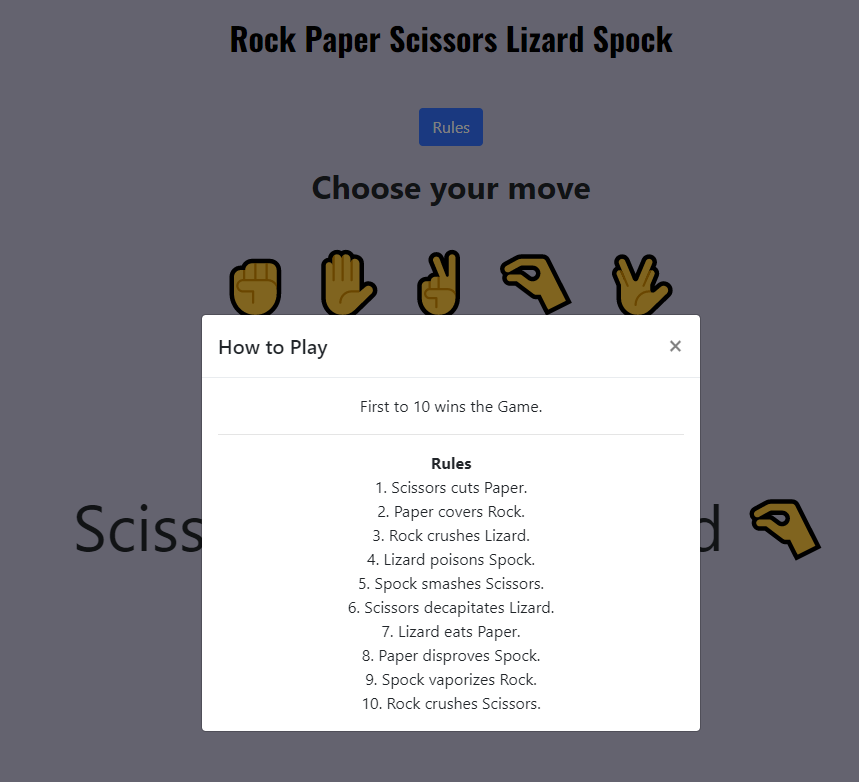 Rock Paper Scissors Lizard Spock
Rules
Choose your move
How to Play ×
First to 10 wins the Game.
Rules
1. Scissors cuts Paper.
2. Paper covers Rock.
3. Rock crushes Lizard.
4. Lizard poisons Spock.
5. Spock smashes Scissors.
6. Scissors decapitates Lizard.
7. Lizard eats Paper.
8. Paper disproves Spock.
9. Spock vaporizes Rock.
10. Rock crushes Scissors.